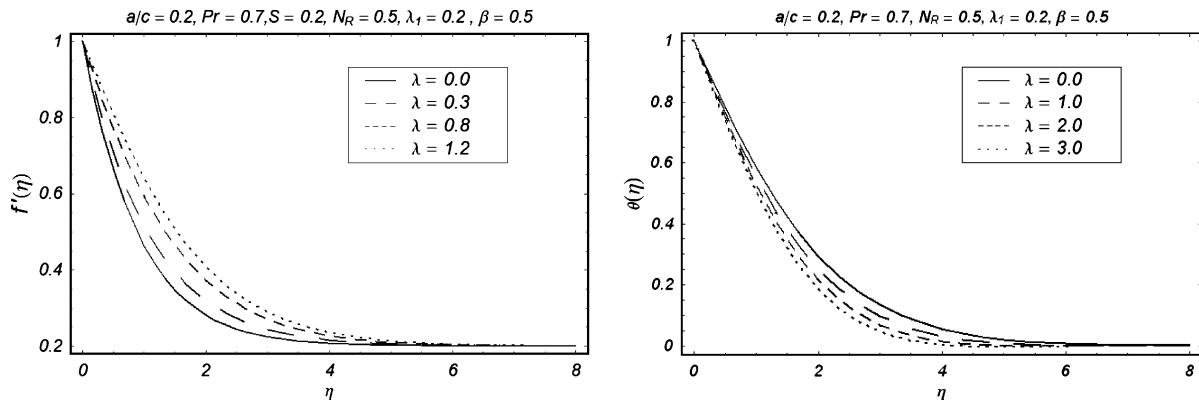 a/c = 0.2, Pr = 0.7,S = 0.2, N_R = 0.5, λ_1 = 0.2 , β = 0.5
1
0.8
0.6
0.4
0.2
f'(η)
λ = 0.0
λ = 0.3
λ = 0.8
λ = 1.2
0 2 4 6 8
η
a/c = 0.2, Pr = 0.7, N_R = 0.5, λ_1 = 0.2, β = 0.5
1
0.8
0.6
0.4
0.2
0
θ(η)
λ = 0.0
λ = 1.0
λ = 2.0
λ = 3.0
0 2 4 6 8
η